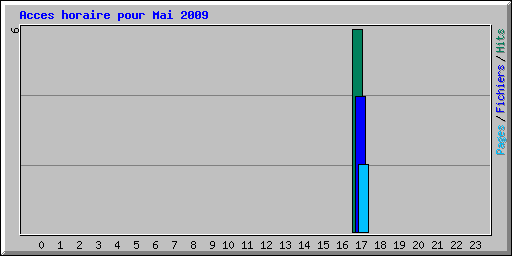 Acces horaire pour Mai 2009
6
Pages/Fichiers/Hits
0 1 2 3 4 5 6 7 8 9 10 11 12 13 14 15 16 17 18 19 20 21 22 23